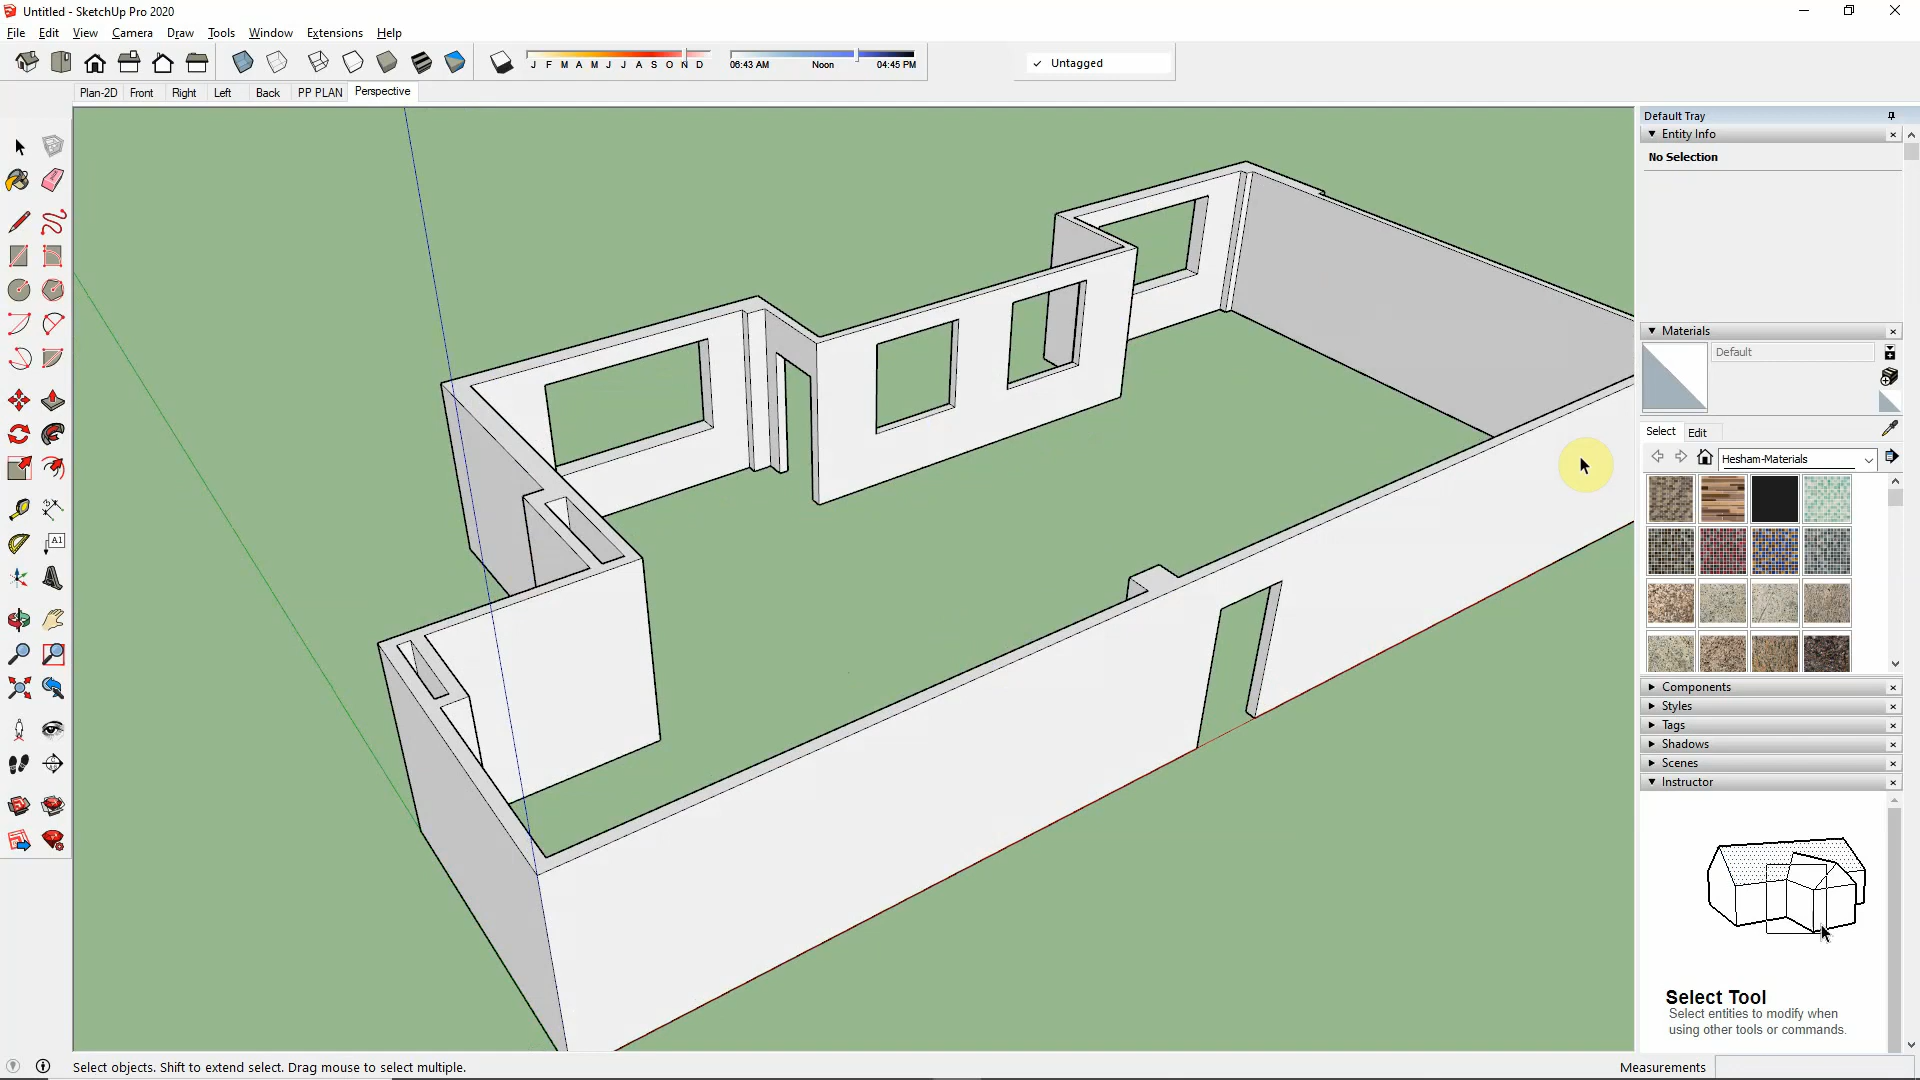 Untitled - SketchUp Pro 2020
File Edit View Camera Draw Tools Window Extensions Help
J F M A M J J A S O N D
06:43 AM Noon 04:45 PM
✓ Untagged
Plan-2D Front Right Left Back PP PLAN Perspective
Default Tray
Entity Info
No Selection
Materials
Default
Select Edit
Hesham-Materials
A1
Components
Styles
Tags
Shadows
Scenes
Instructor
Select Tool
Select entities to modify when
using other tools or commands.
Select objects. Shift to extend select. Drag mouse to select multiple.
Measurements